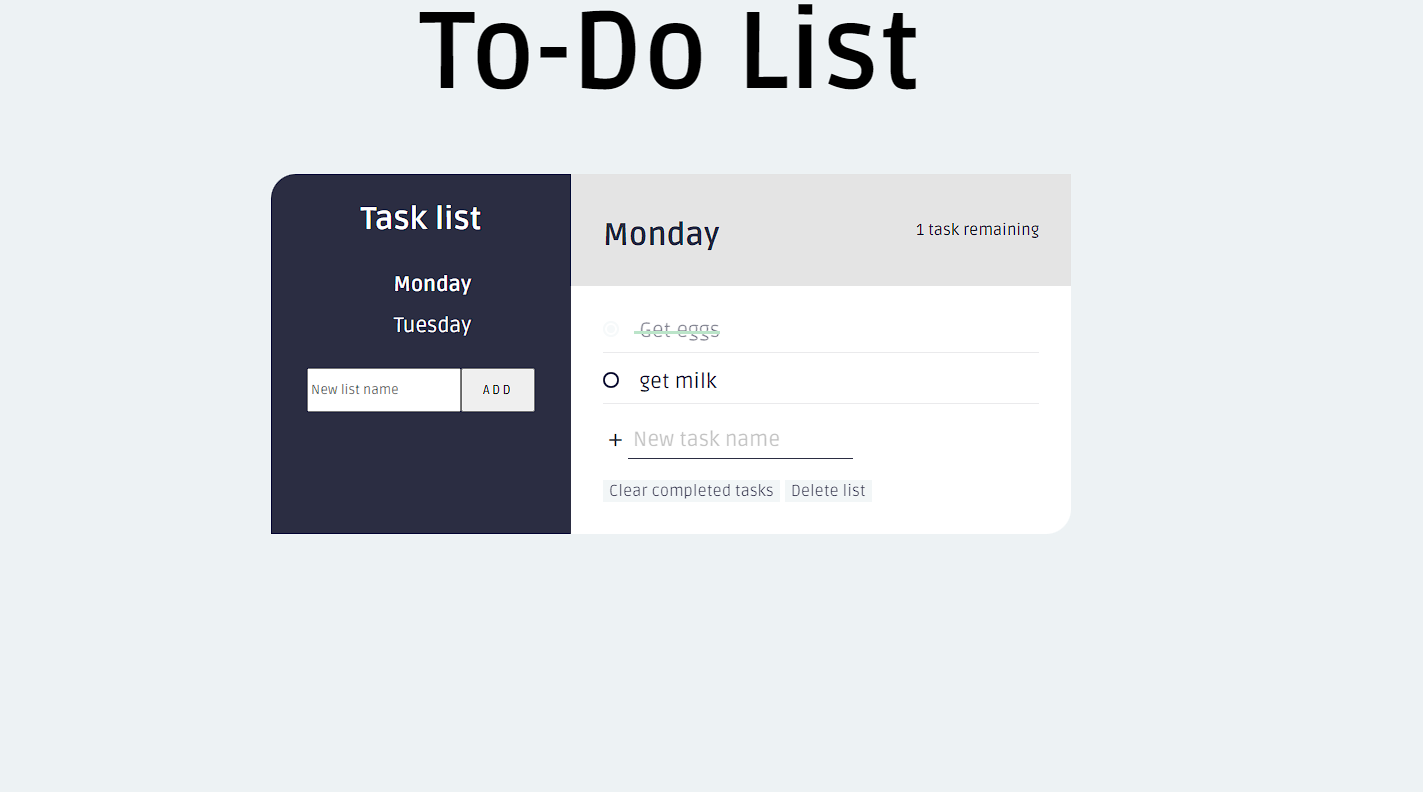 To-Do List
Task list
Monday
Tuesday
New list name
ADD
Monday
1 task remaining
Get eggs
get milk
+ New task name
Clear completed tasks
Delete list